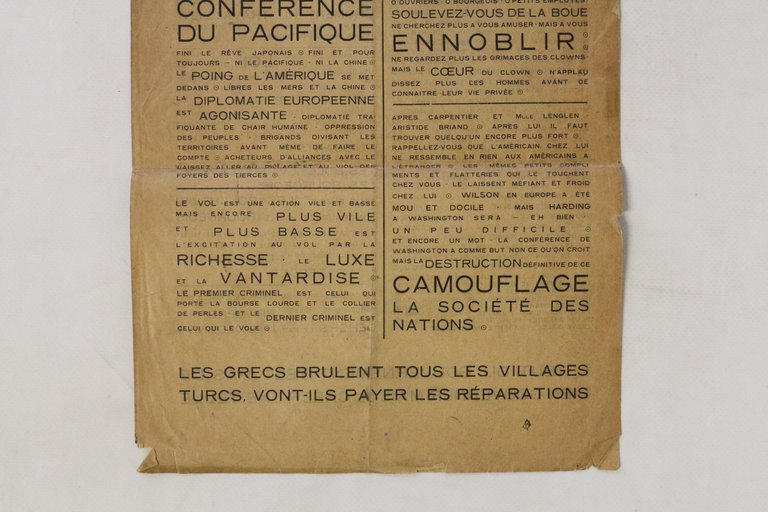 CONFÉRENCE
DU PACIFIQUE
FINI LE RÊVE JAPONAIS ⊙ FINI ET POUR
TOUJOURS – NI LE PACIFIQUE · NI LA CHINE ⊙
LE POING DE L'AMÉRIQUE SE MET
DEDANS ⊙ LIBRES LES MERS ET LA CHINE ⊙
LA DIPLOMATIE EUROPEENNE
EST AGONISANTE · DIPLOMATIE TRA-
FIQUANTE DE CHAIR HUMAINE · OPPRESSION
DES PEUPLES · BRIGANDS DIVISANT LES
TERRITOIRES AVANT MÊME DE FAIRE LE
COMPTE ⊙ ACHETEURS D'ALLIANCES AVEC LE
LAISSEZ ALLER AU PILLAGE ET AU VIOL DES
FOYERS DES TIERCES ⊙
LE VOL EST UNE ACTION VILE ET BASSE
MAIS ENCORE PLUS VILE
ET PLUS BASSE EST
L'EXCITATION AU VOL PAR LA
RICHESSE · LE LUXE
ET LA VANTARDISE ⊙
LE PREMIER CRIMINEL EST CELUI QUI
PORTE LA BOURSE LOURDE ET LE COLLIER
DE PERLES · ET LE DERNIER CRIMINEL EST
CELUI QUI LE VOLE ⊙
O OUVRIERS · O BOURGEOIS · O PETITS EMPLOYÉS·
SOULEVEZ-VOUS DE LA BOUE
NE CHERCHEZ PLUS A VOUS AMUSER · MAIS A VOUS
ENNOBLIR ⊙
NE REGARDEZ PLUS LES GRIMACES DES CLOWNS·
MAIS LE CŒUR DU CLOWN ⊙ N'APPLAU
DISSEZ PLUS LES HOMMES AVANT DE
CONNAITRE LEUR VIE PRIVÉE ⊙
APRES CARPENTIER ET MLLE LENGLEN ·
ARISTIDE BRIAND ⊙ APRES LUI IL FAUT
TROUVER QUELQU'UN ENCORE PLUS FORT ⊙
RAPPELLEZ-VOUS QUE L'AMÉRICAIN CHEZ LUI
NE RESSEMBLE EN RIEN AUX AMÉRICAINS A
L'ÉTRANGER ⊙ LES MÊMES PETITS COMPLI
MENTS ET FLATTERIES QUI LE TOUCHENT
CHEZ VOUS · LE LAISSENT MÉFIANT ET FROID
CHEZ LUI ⊙ WILSON EN EUROPE A ÉTÉ
MOU ET DOCILE · MAIS HARDING
A WASHINGTON SERA – EH BIEN ·
UN PEU DIFFICILE ⊙
ET ENCORE UN MOT · LA CONFÉRENCE DE
WASHINGTON A COMME BUT NON CE QU'ON CROIT
MAIS LA DESTRUCTION DÉFINITIVE DE CE
CAMOUFLAGE
LA SOCIÉTÉ DES
NATIONS ⊙
LES GRECS BRULENT TOUS LES VILLAGES
TURCS, VONT-ILS PAYER LES RÉPARATIONS